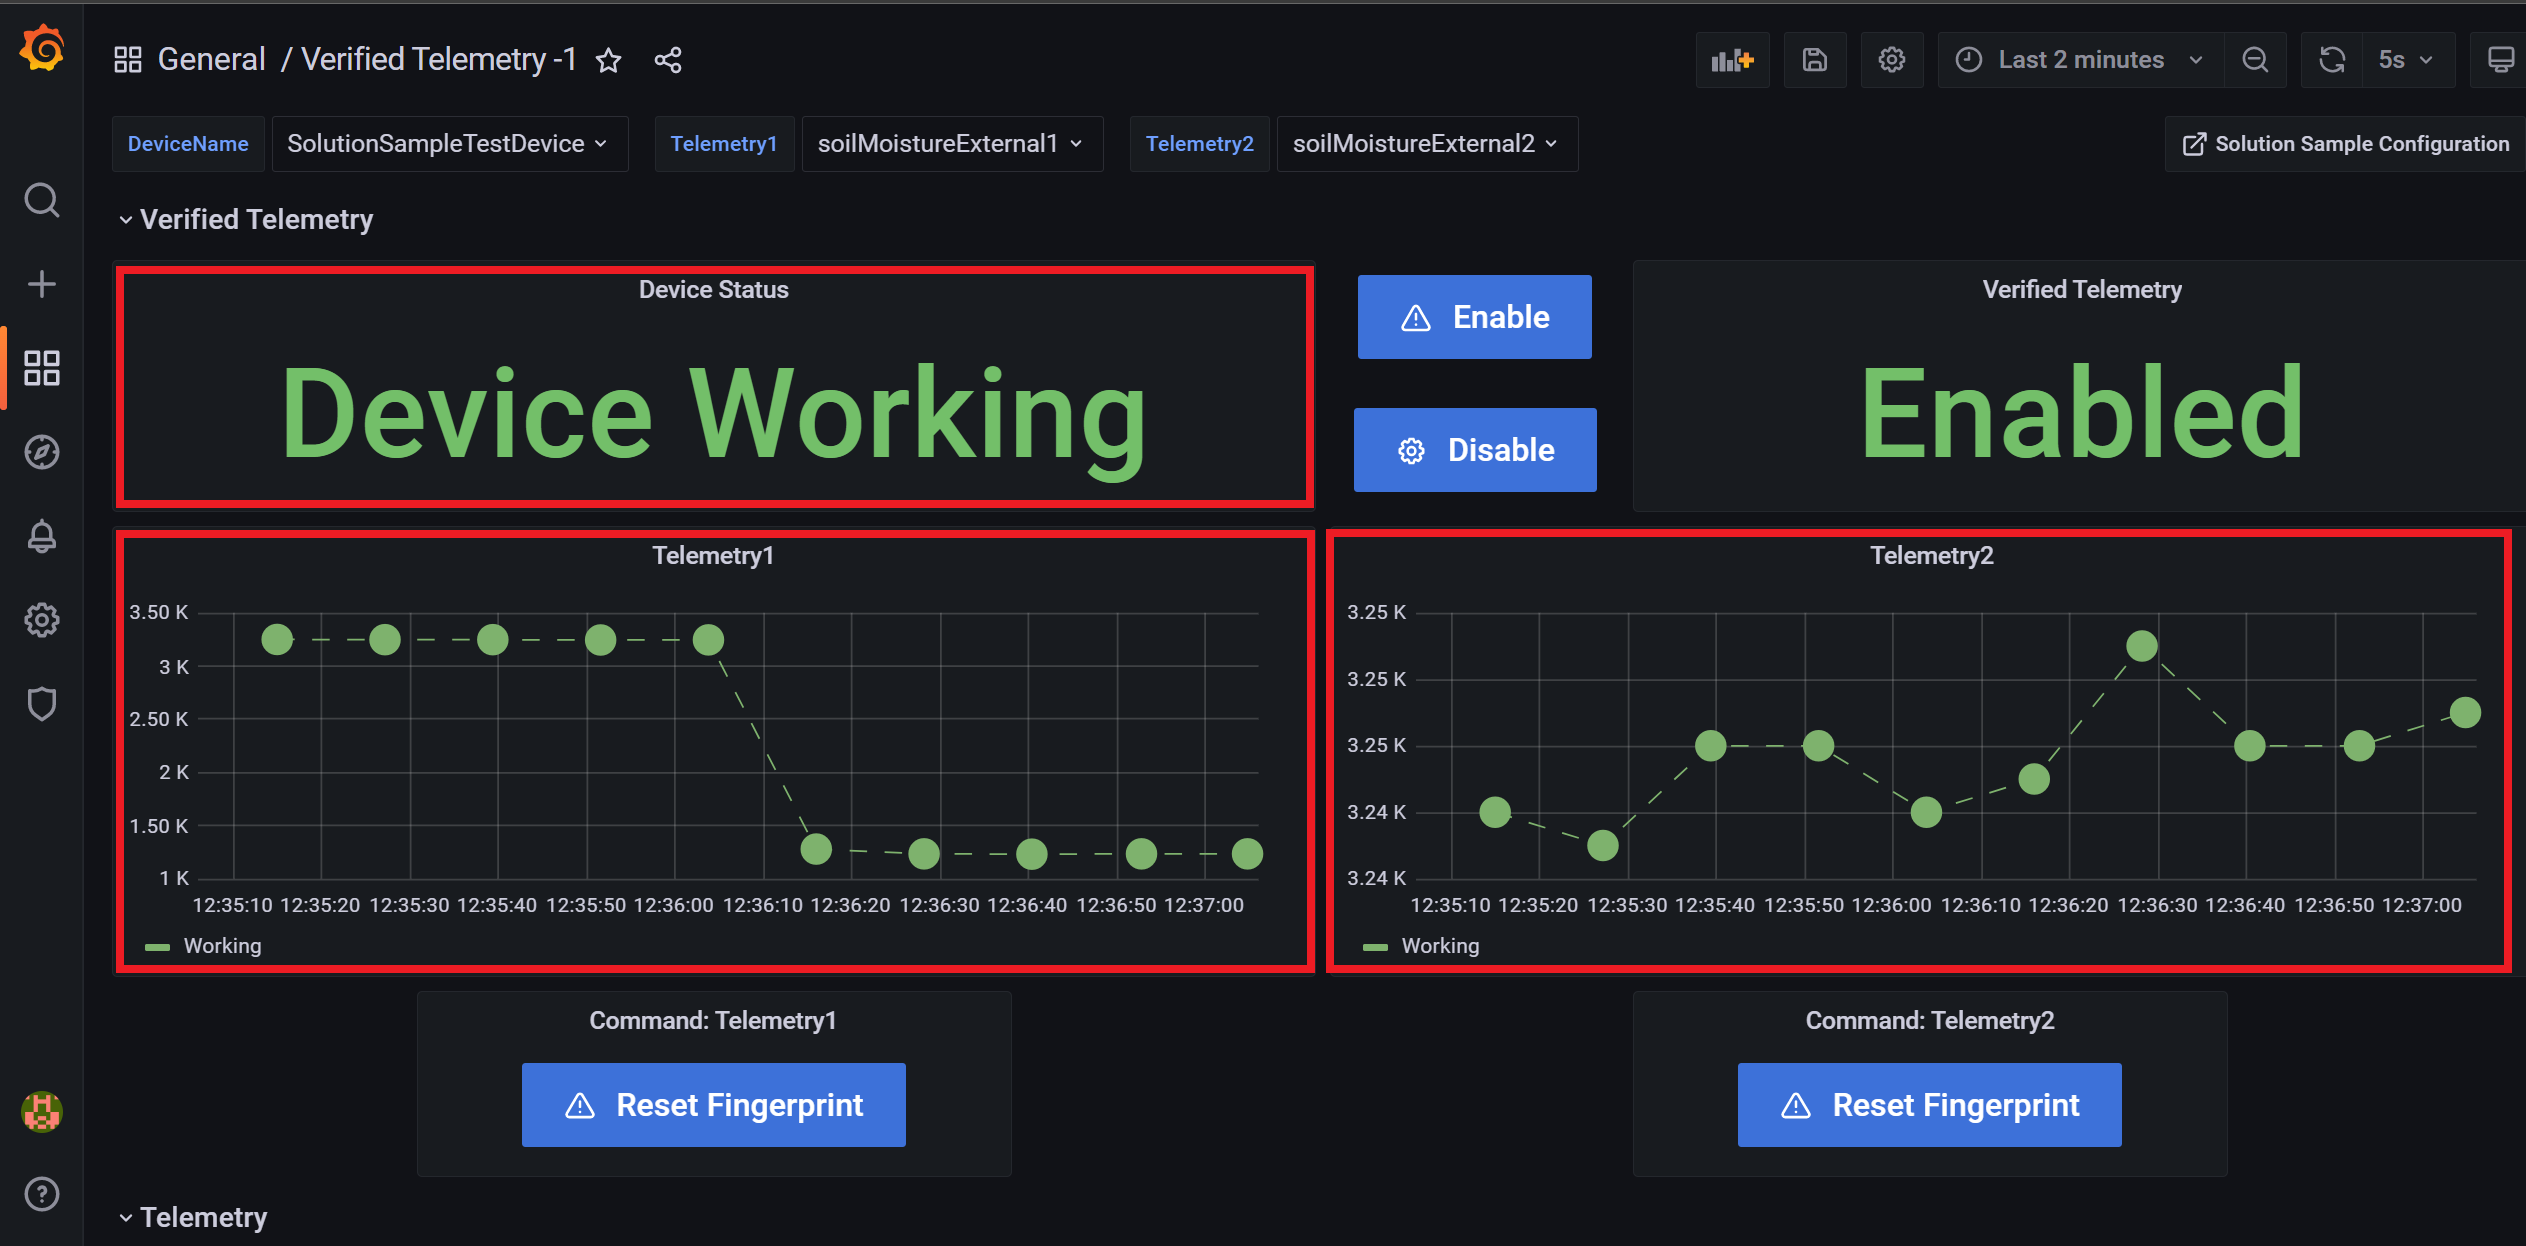 General / Verified Telemetry -1
Last 2 minutes
5s
DeviceName SolutionSampleTestDevice Telemetry1 soilMoistureExternal1 Telemetry2 soilMoistureExternal2 Solution Sample Configuration
Verified Telemetry
Device Status
Device Working
Enable
Disable
Verified Telemetry
Enabled
Telemetry1
3.50 K
3 K
2.50 K
2 K
1.50 K
1 K
12:35:10 12:35:20 12:35:30 12:35:40 12:35:50 12:36:00 12:36:10 12:36:20 12:36:30 12:36:40 12:36:50 12:37:00
Working
Telemetry2
3.25 K
3.25 K
3.25 K
3.24 K
3.24 K
12:35:10 12:35:20 12:35:30 12:35:40 12:35:50 12:36:00 12:36:10 12:36:20 12:36:30 12:36:40 12:36:50 12:37:00
Working
Command: Telemetry1
Reset Fingerprint
Command: Telemetry2
Reset Fingerprint
Telemetry